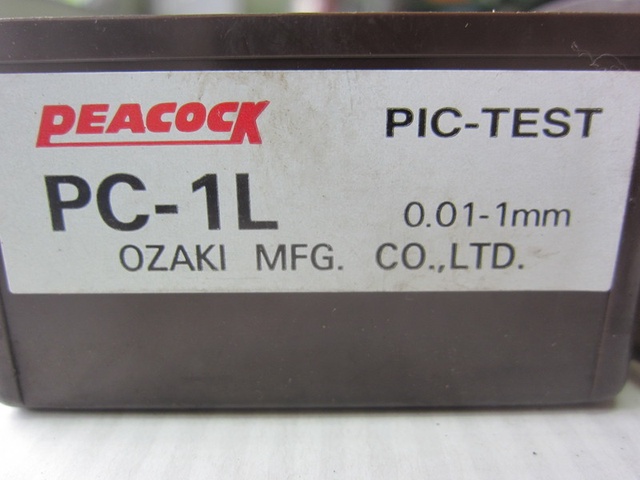 PEACOCK PIC-TEST
PC-1L 0.01-1mm
OZAKI MFG. CO.,LTD.